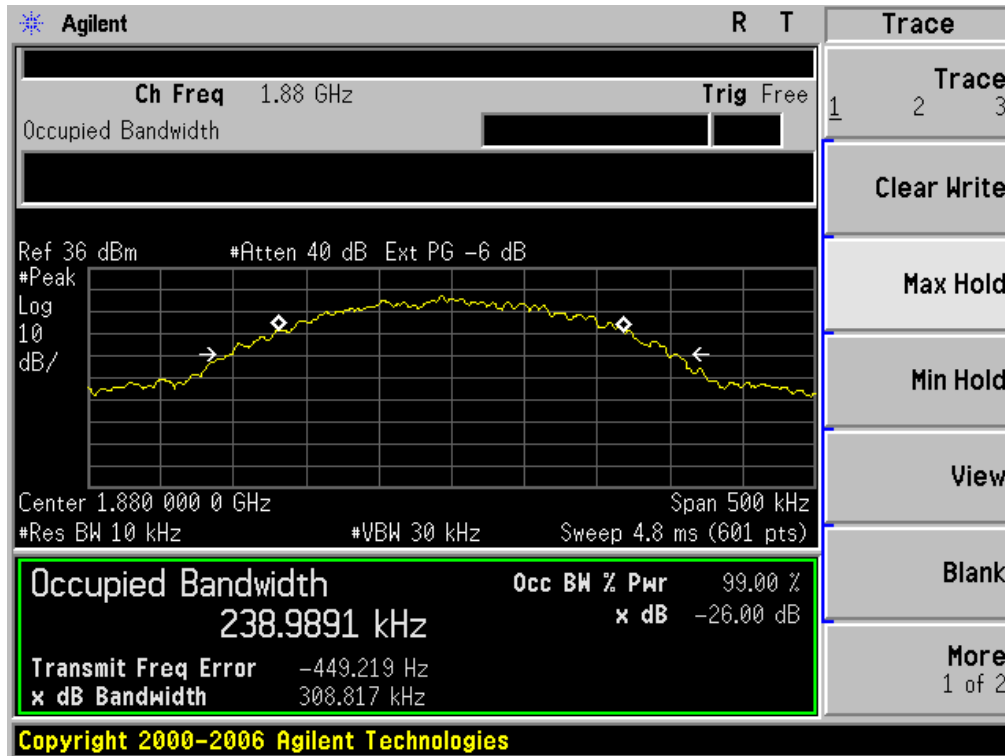 Agilent R T Trace
Ch Freq 1.88 GHz Trig Free
Occupied Bandwidth
Trace
1 2 3
Clear Write
Max Hold
Min Hold
View
Blank
More
1 of 2
Ref 36 dBm #Atten 40 dB Ext PG -6 dB
#Peak
Log
10
dB/
Center 1.880 000 0 GHz Span 500 kHz
#Res BW 10 kHz #VBW 30 kHz Sweep 4.8 ms (601 pts)
Occupied Bandwidth Occ BW % Pwr 99.00 %
238.9891 kHz x dB -26.00 dB
Transmit Freq Error -449.219 Hz
x dB Bandwidth 308.817 kHz
Copyright 2000-2006 Agilent Technologies